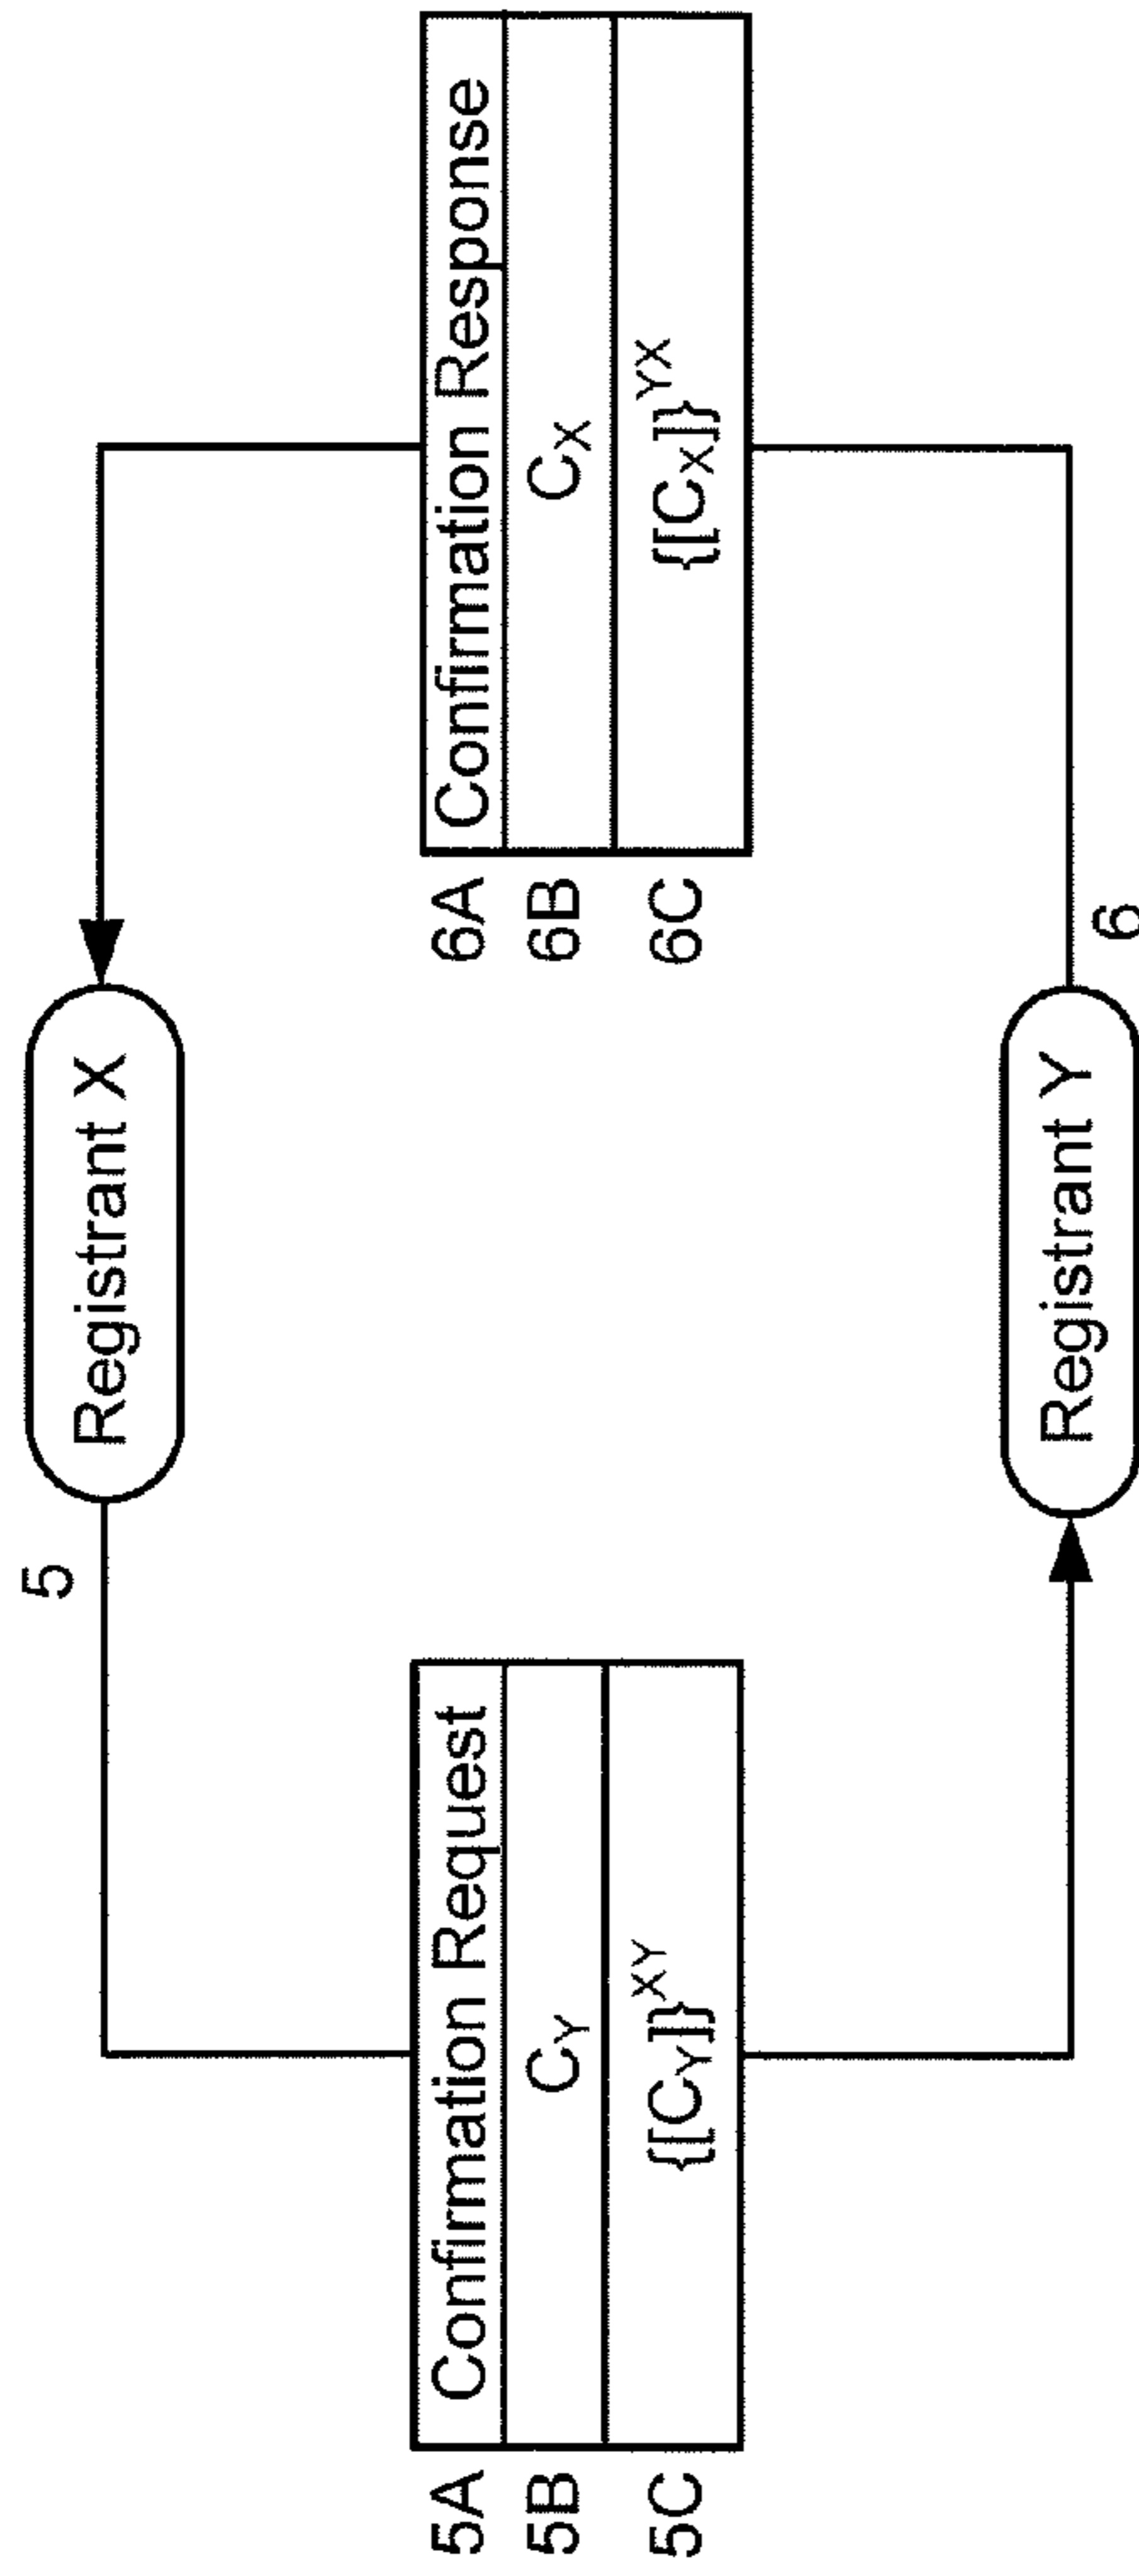 Registrant X
5
5A Confirmation Request
5B C_Y
5C {[C_Y]}^XY
6A Confirmation Response
6B C_X
6C {[C_X]}^YX
Registrant Y
6